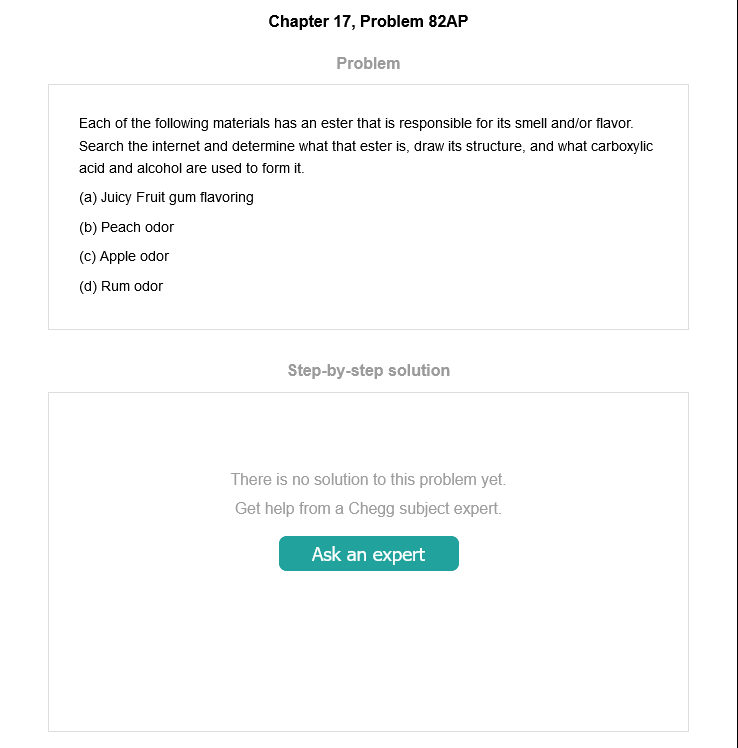 Chapter 17, Problem 82AP
Problem
Each of the following materials has an ester that is responsible for its smell and/or flavor.
Search the internet and determine what that ester is, draw its structure, and what carboxylic
acid and alcohol are used to form it.
(a) Juicy Fruit gum flavoring
(b) Peach odor
(c) Apple odor
(d) Rum odor
Step-by-step solution
There is no solution to this problem yet.
Get help from a Chegg subject expert.
Ask an expert